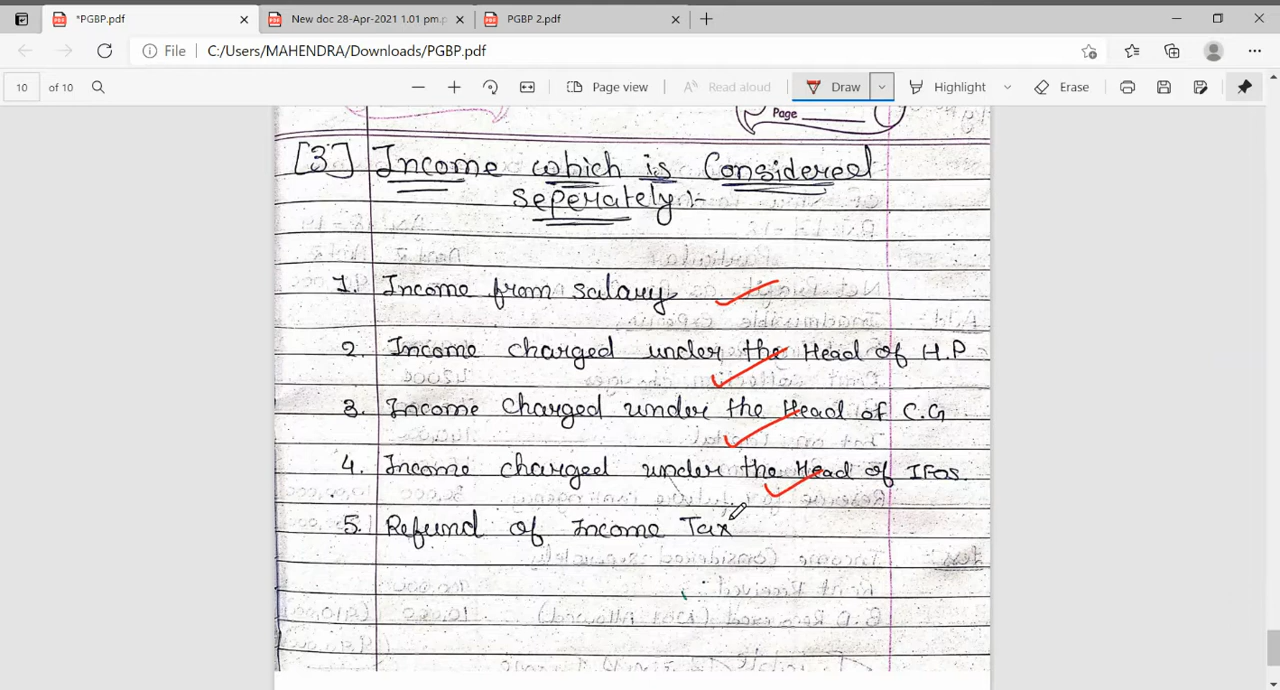 *PGBP.pdf
New doc 28-Apr-2021 1.01 pm.p
PGBP 2.pdf
File C:/Users/MAHENDRA/Downloads/PGBP.pdf
10 of 10 Page view Read aloud Draw Highlight Erase
Page
[3] Income which is Considered
seperately :-
1. Income from salary
2. Income charged under the Head of H.P
3. Income charged under the Head of C.G
4. Income charged under the Head of IFOS.
5. Refund of Income Tax